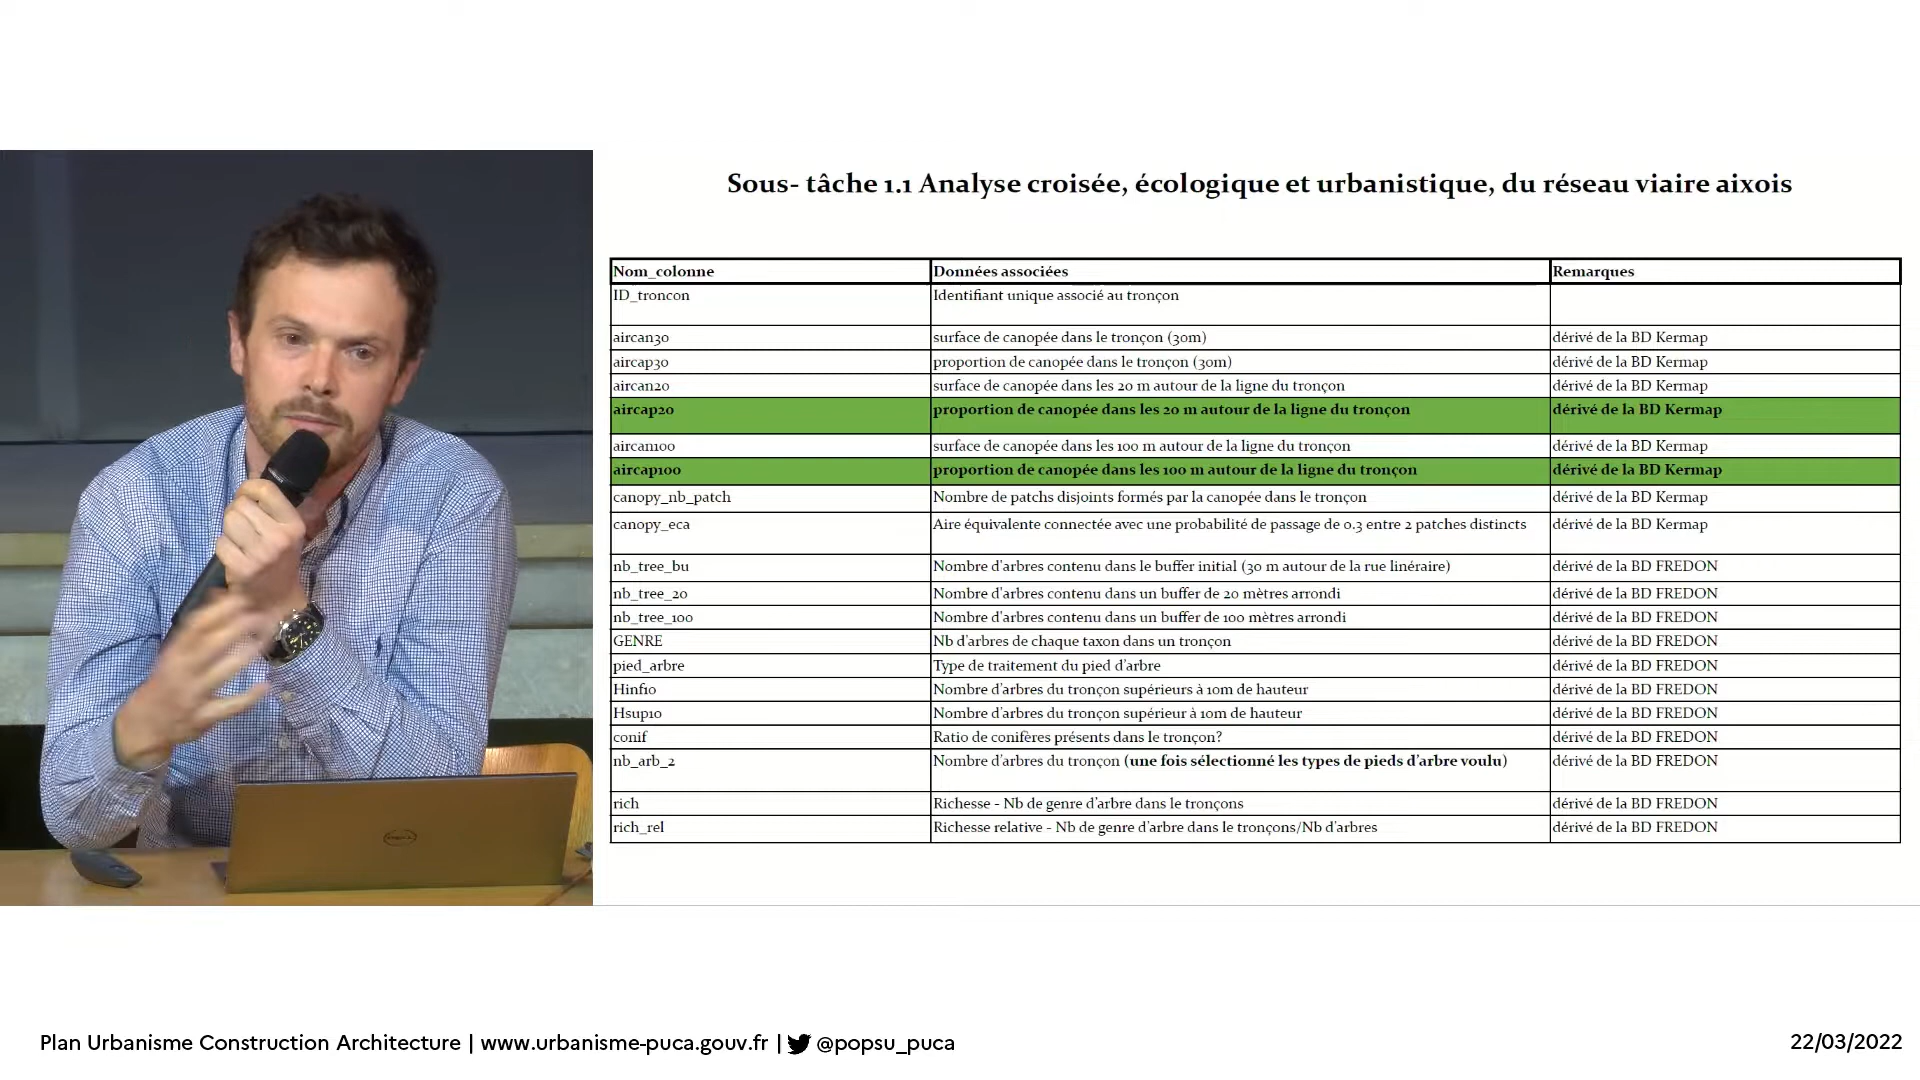 Sous- tâche 1.1 Analyse croisée, écologique et urbanistique, du réseau viaire aixois
Nom_colonne Données associées Remarques
ID_troncon Identifiant unique associé au tronçon
aircan30 surface de canopée dans le tronçon (30m) dérivé de la BD Kermap
aircap30 proportion de canopée dans le tronçon (30m) dérivé de la BD Kermap
aircan20 surface de canopée dans les 20 m autour de la ligne du tronçon dérivé de la BD Kermap
aircap20 proportion de canopée dans les 20 m autour de la ligne du tronçon dérivé de la BD Kermap
aircan100 surface de canopée dans les 100 m autour de la ligne du tronçon dérivé de la BD Kermap
aircap100 proportion de canopée dans les 100 m autour de la ligne du tronçon dérivé de la BD Kermap
canopy_nb_patch Nombre de patchs disjoints formés par la canopée dans le tronçon dérivé de la BD Kermap
canopy_eca Aire équivalente connectée avec une probabilité de passage de 0.3 entre 2 patches distincts dérivé de la BD Kermap
nb_tree_bu Nombre d'arbres contenu dans le buffer initial (30 m autour de la rue linéraire) dérivé de la BD FREDON
nb_tree_20 Nombre d'arbres contenu dans un buffer de 20 mètres arrondi dérivé de la BD FREDON
nb_tree_100 Nombre d'arbres contenu dans un buffer de 100 mètres arrondi dérivé de la BD FREDON
GENRE Nb d'arbres de chaque taxon dans un tronçon dérivé de la BD FREDON
pied_arbre Type de traitement du pied d'arbre dérivé de la BD FREDON
Hinf10 Nombre d'arbres du tronçon supérieurs à 10m de hauteur dérivé de la BD FREDON
Hsup10 Nombre d'arbres du tronçon supérieur à 10m de hauteur dérivé de la BD FREDON
conif Ratio de conifères présents dans le tronçon? dérivé de la BD FREDON
nb_arb_2 Nombre d'arbres du tronçon (une fois sélectionné les types de pieds d'arbre voulu) dérivé de la BD FREDON
rich Richesse - Nb de genre d'arbre dans le tronçons dérivé de la BD FREDON
rich_rel Richesse relative - Nb de genre d'arbre dans le tronçons/Nb d'arbres dérivé de la BD FREDON
DELL
Plan Urbanisme Construction Architecture | www.urbanisme-puca.gouv.fr | @popsu_puca 22/03/2022